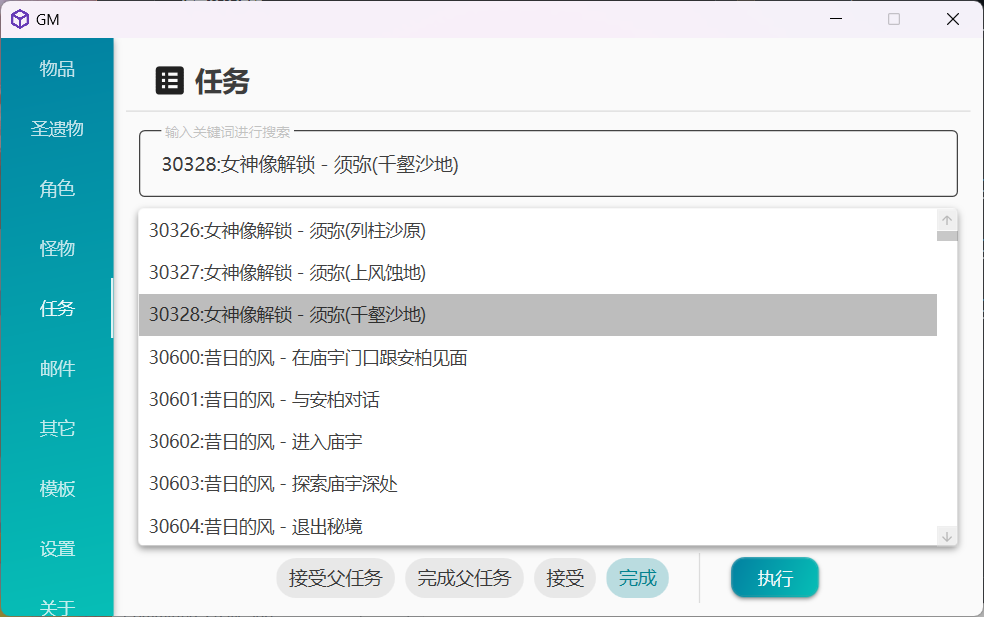 GM
物品
圣遗物
角色
怪物
任务
邮件
其它
模板
设置
关于
任务
输入关键词进行搜索
30328:女神像解锁 - 须弥(千壑沙地)
30326:女神像解锁 - 须弥(列柱沙原)
30327:女神像解锁 - 须弥(上风蚀地)
30328:女神像解锁 - 须弥(千壑沙地)
30600:昔日的风 - 在庙宇门口跟安柏见面
30601:昔日的风 - 与安柏对话
30602:昔日的风 - 进入庙宇
30603:昔日的风 - 探索庙宇深处
30604:昔日的风 - 退出秘境
接受父任务 完成父任务 接受 完成 执行